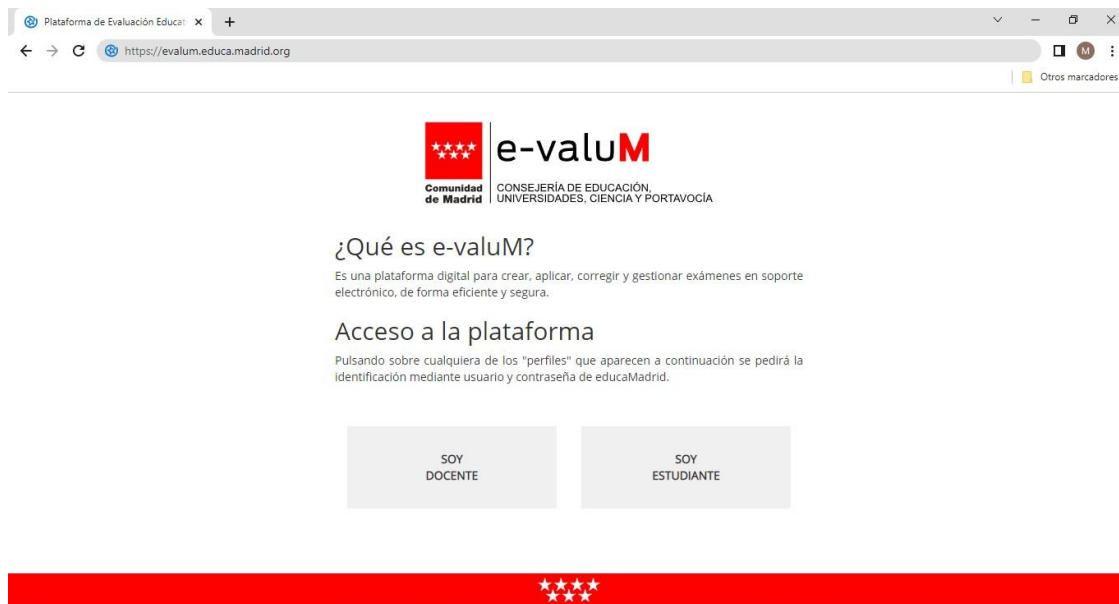 Plataforma de Evaluación Educat
https://evalum.educa.madrid.org
M
Otros marcadores
e-valuM
Comunidad
de Madrid
CONSEJERÍA DE EDUCACIÓN,
UNIVERSIDADES, CIENCIA Y PORTAVOCÍA
¿Qué es e-valuM?
Es una plataforma digital para crear, aplicar, corregir y gestionar exámenes en soporte
electrónico, de forma eficiente y segura.
Acceso a la plataforma
Pulsando sobre cualquiera de los "perfiles" que aparecen a continuación se pedirá la
identificación mediante usuario y contraseña de educaMadrid.
SOY
DOCENTE
SOY
ESTUDIANTE